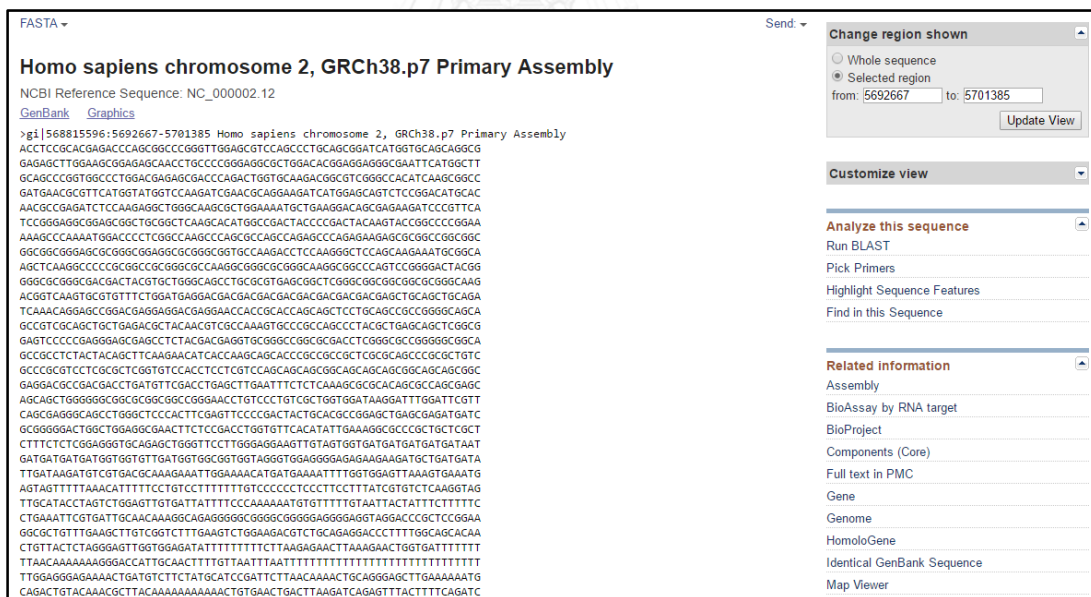 FASTA
Send:
Homo sapiens chromosome 2, GRCh38.p7 Primary Assembly
NCBI Reference Sequence: NC_000002.12
GenBank Graphics
>gi|568815596:5692667-5701385 Homo sapiens chromosome 2, GRCh38.p7 Primary Assembly
ACCTCCGCACGAGACCCAGCGGCCCGGGTTGGAGCGTCCAGCCCTGCAGCGGATCATGGTGCAGCAGGCG
GAGAGCTTGGAAGCGGAGAGCAACCTGCCCCGGGAGGCGCTGGACACGGAGGAGGGCGAATTCATGGCTT
GCAGCCCGGTGGCCCTGGACGAGAGCGACCCAGACTGGTGCAAGACGGCGTCGGGCCACATCAAGCGGCC
GATGAACGCGTTCATGGTATGGTCCAAGATCGAACGCAGGAAGATCATGGAGCAGTCTCCGGACATGCAC
AACGCCGAGATCTCCAAGAGGCTGGGCAAGCGCTGGAAAATGCTGAAGGACAGCGAGAAGATCCCGTTCA
TCCGGGAGGCGGAGCGGCTGCGGCTCAAGCACATGGCCGACTACCCCGACTACAAGTACCGGCCCCGGAA
AAAGCCCAAAATGGACCCCTCGGCCAAGCCCAGCGCCAGCCAGAGCCCAGAGAAGAGCGCGGCCGGCGGC
GGCGGCGGGAGCGCGGGCGGAGGCGCGGGCGGTGCCAAGACCTCCAAGGGCTCCAGCAAGAAATGCGGCA
AGCTCAAGGCCCCCGCGGCCGCGGGCGCCAAGGCGGGCGCGGGCAAGGCGGCCCAGTCCGGGGACTACGG
GGGCGCGGGCGACGACTACGTGCTGGGCAGCCTGCGCGTGAGCGGCTCGGGCGGCGGCGGCGCGGGCAAG
ACGGTCAAGTGCGTGTTTCTGGATGAGGACGACGACGACGACGACGACGACGAGCTGCAGCTGCAGA
TCAAACAGGAGCCGGACGAGGAGGACGAGGAACCACCGCACCAGCAGCTCCTGCAGCCGCCGGGGCAGCA
GCCGTCGCAGCTGCTGAGACGCTACAACGTCGCCAAAGTGCCCGCCAGCCCTACGCTGAGCAGCTCGGCG
GAGTCCCCCGAGGGAGCGAGCCTCTACGACGAGGTGCGGGCCGGCGCGACCTCGGGCGCCGGGGGCGGCA
GCCGCCTCTACTACAGCTTCAAGAACATCACCAAGCAGCACCCGCCGCCGCTCGCGCAGCCCGCGCTGTC
GCCCGCGTCCTCGCGCTCGGTGTCCACCTCCTCGTCCAGCAGCAGCGGCAGCAGCAGCGGCAGCAGCGGC
GAGGACGCCGACGACCTGATGTTCGACCTGAGCTTGAATTTCTCTCAAAGCGCGCACAGCGCCAGCGAGC
AGCAGCTGGGGGGCGGCGCGGCGGCCGGGAACCTGTCCCTGTCGCTGGTGGATAAGGATTTGGATTCGTT
CAGCGAGGGCAGCCTGGGCTCCCACTTCGAGTTCCCCGACTACTGCACGCCGGAGCTGAGCGAGATGATC
GCGGGGGACTGGCTGGAGGCGAACTTCTCCGACCTGGTGTTCACATATTGAAAGGCGCCCGCTGCTCGCT
CTTTCTCTCGGAGGGTGCAGAGCTGGGTTCCTTGGGAGGAAGTTGTAGTGGTGATGATGATGATGATAAT
GATGATGATGATGGTGGTGTTGATGGTGGCGGTGGTAGGGTGGAGGGGAGAGAAGAAGATGCTGATGATA
TTGATAAGATGTCGTGACGCAAAGAAATTGGAAAACATGATGAAAATTTTGGTGGAGTTAAAGTGAAATG
AGTAGTTTTTAAACATTTTTCCTGTCCTTTTTTTGTCCCCCCTCCCTTCCTTTATCGTGTCTCAAGGTAG
TTGCATACCTAGTCTGGAGTTGTGATTATTTTCCCAAAAAATGTGTTTTTGTAATTACTATTTCTTTTTC
CTGAAATTCGTGATTGCAACAAAGGCAGAGGGGGCGGGGCGGGGGAGGGGAGGTAGGACCCGCTCCGGAA
GGCGCTGTTTGAAGCTTGTCGGTCTTTGAAGTCTGGAAGACGTCTGCAGAGGACCCTTTTGGCAGCACAA
CTGTTACTCTAGGGAGTTGGTGGAGATATTTTTTTTTCTTAAGAGAACTTAAAGAACTGGTGATTTTTTT
TTAACAAAAAAAGGGACCATTGCAACTTTTGTTAATTTAATTTTTTTTTTTTTTTTTTTTTTTTTTTTTT
TTGGAGGGAGAAAACTGATGTCTTCTATGCATCCGATTCTTAACAAAACTGCAGGGAGCTTGAAAAAATG
CAGACTGTACAAACGCTTACAAAAAAAAAAACTGTGAACTGACTTAAGATCAGAGTTTACTTTTCAGATC
Change region shown
Whole sequence
Selected region
from: 5692667 to: 5701385
Update View
Customize view
Analyze this sequence
Run BLAST
Pick Primers
Highlight Sequence Features
Find in this Sequence
Related information
Assembly
BioAssay by RNA target
BioProject
Components (Core)
Full text in PMC
Gene
Genome
HomoloGene
Identical GenBank Sequence
Map Viewer